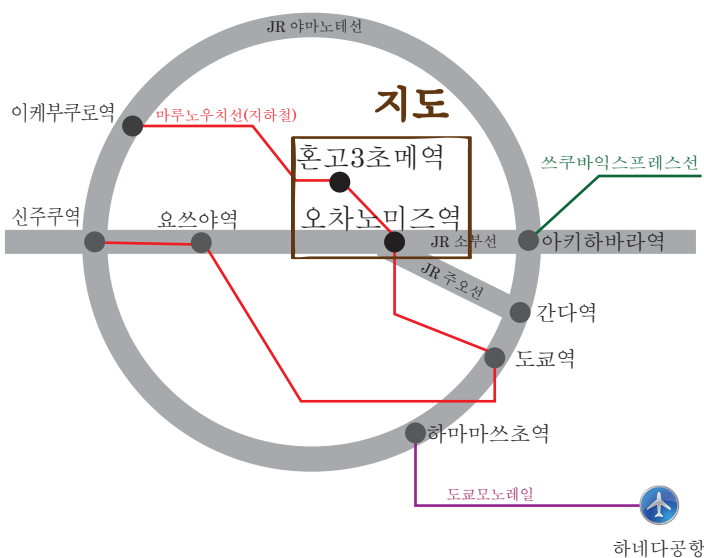 JR 야마노테선
지도
이케부쿠로역
마루노우치선(지하철)
혼고3초메역
쓰쿠바익스프레스선
신주쿠역
요쓰야역
오차노미즈역
JR 소부선
아키하바라역
JR 주오선
간다역
도쿄역
하마마쓰초역
도쿄모노레일
하네다공항